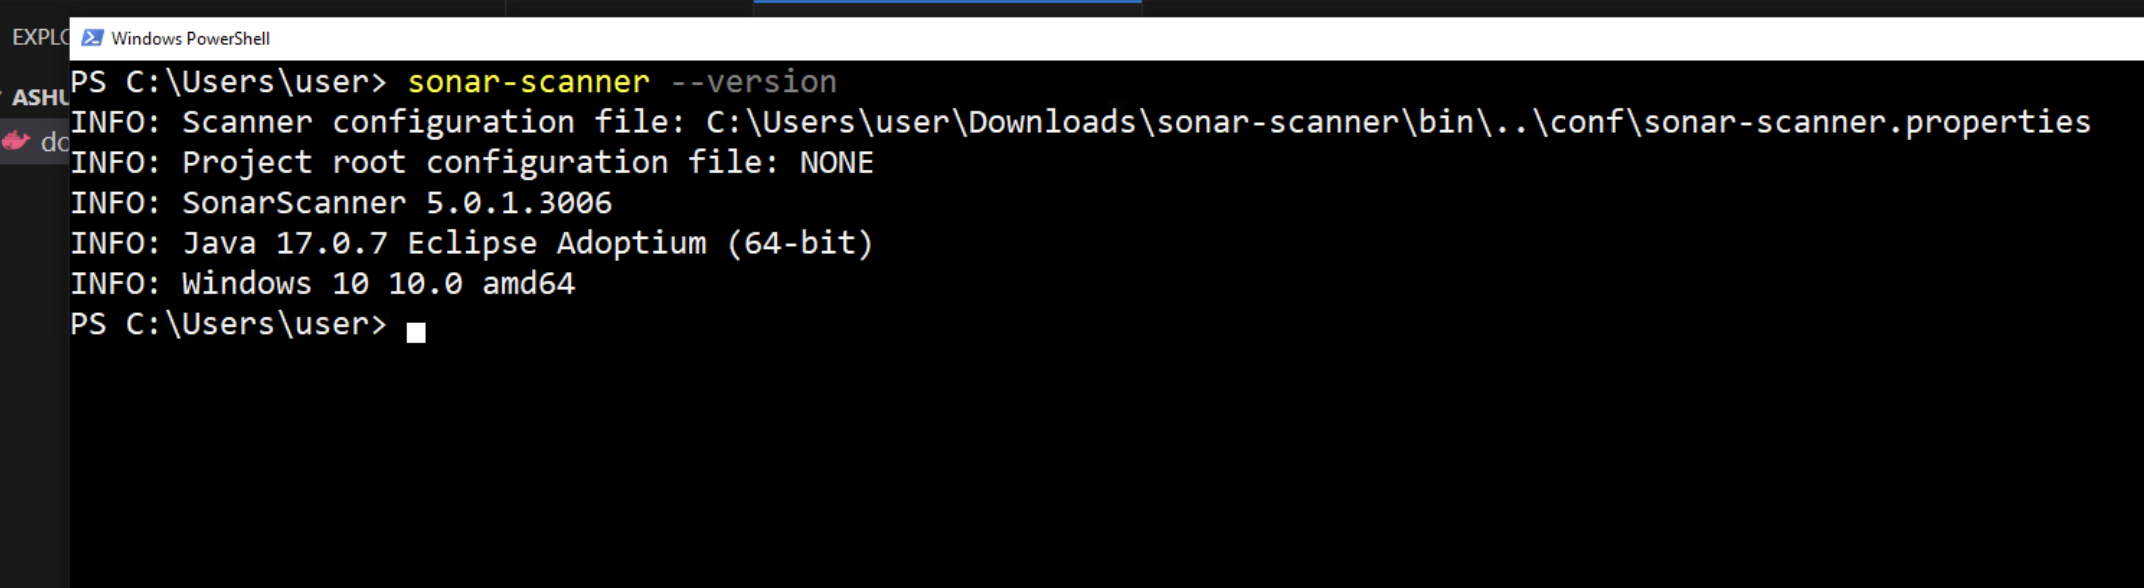 EXPLO
Windows PowerShell
ASHU
do
PS C:\Users\user> sonar-scanner --version
INFO: Scanner configuration file: C:\Users\user\Downloads\sonar-scanner\bin\..\conf\sonar-scanner.properties
INFO: Project root configuration file: NONE
INFO: SonarScanner 5.0.1.3006
INFO: Java 17.0.7 Eclipse Adoptium (64-bit)
INFO: Windows 10 10.0 amd64
PS C:\Users\user>